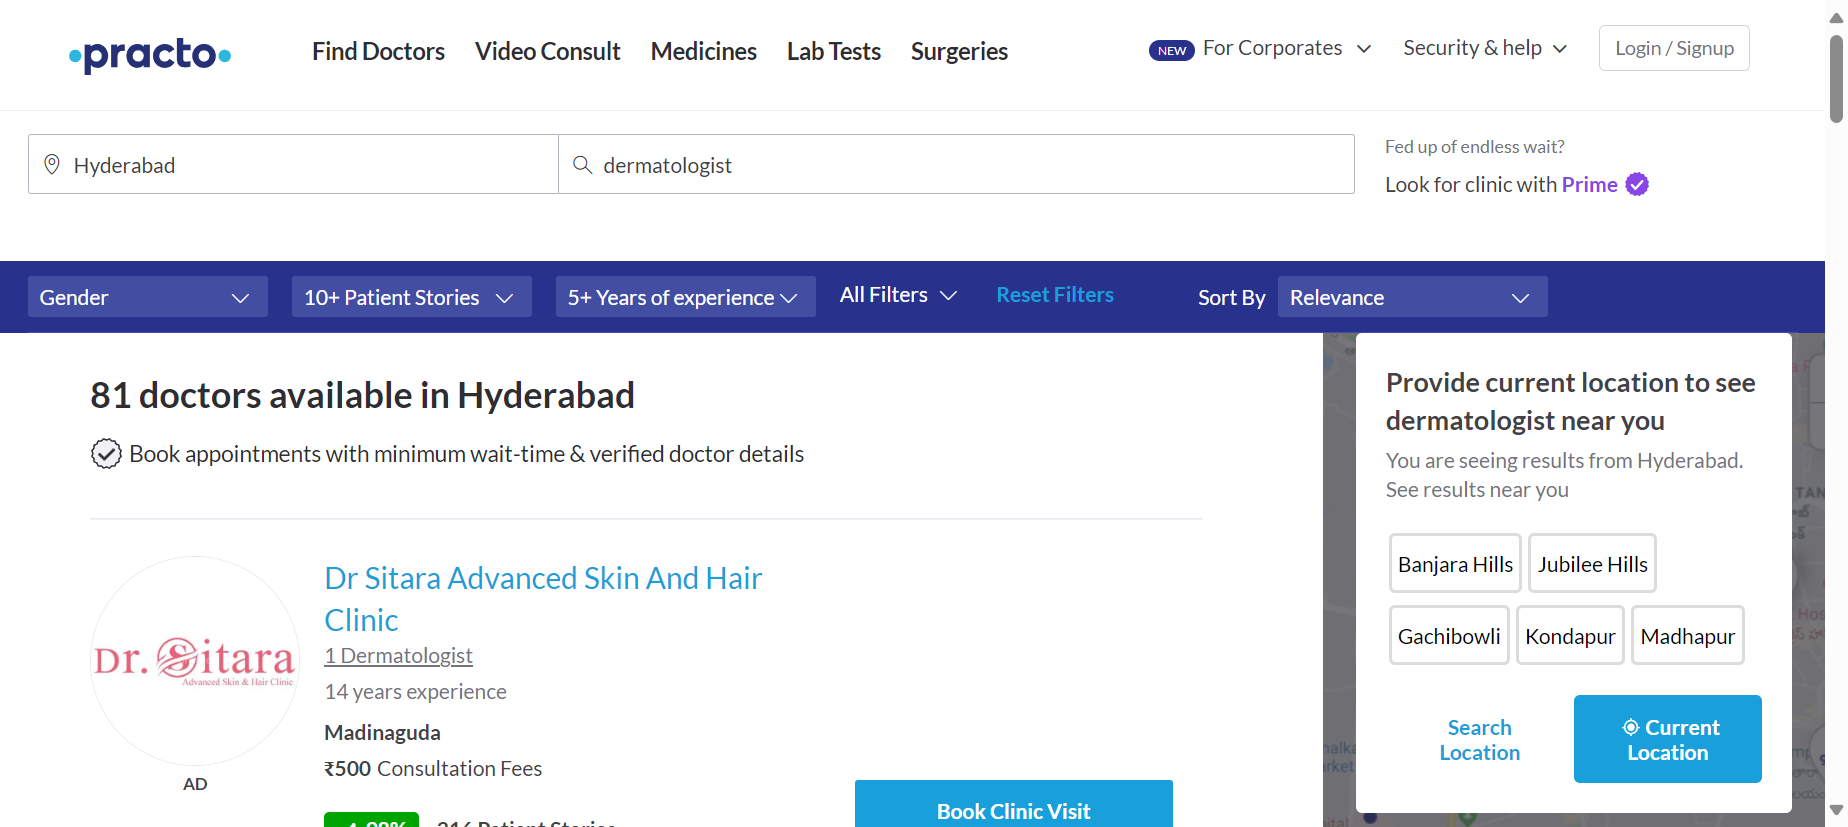 practo
Find Doctors Video Consult Medicines Lab Tests Surgeries
NEW For Corporates Security & help Login / Signup
Hyderabad dermatologist
Fed up of endless wait?
Look for clinic with Prime
Gender 10+ Patient Stories 5+ Years of experience All Filters Reset Filters Sort By Relevance
81 doctors available in Hyderabad
Book appointments with minimum wait-time & verified doctor details
Dr. Sitara
Advanced Skin & Hair Clinic
AD
Dr Sitara Advanced Skin And Hair
Clinic
1 Dermatologist
14 years experience
Madinaguda
₹500 Consultation Fees
98% 216 Patient Stories
Book Clinic Visit
Provide current location to see
dermatologist near you
You are seeing results from Hyderabad.
See results near you
Banjara Hills Jubilee Hills
Gachibowli Kondapur Madhapur
Search
Location
Current
Location